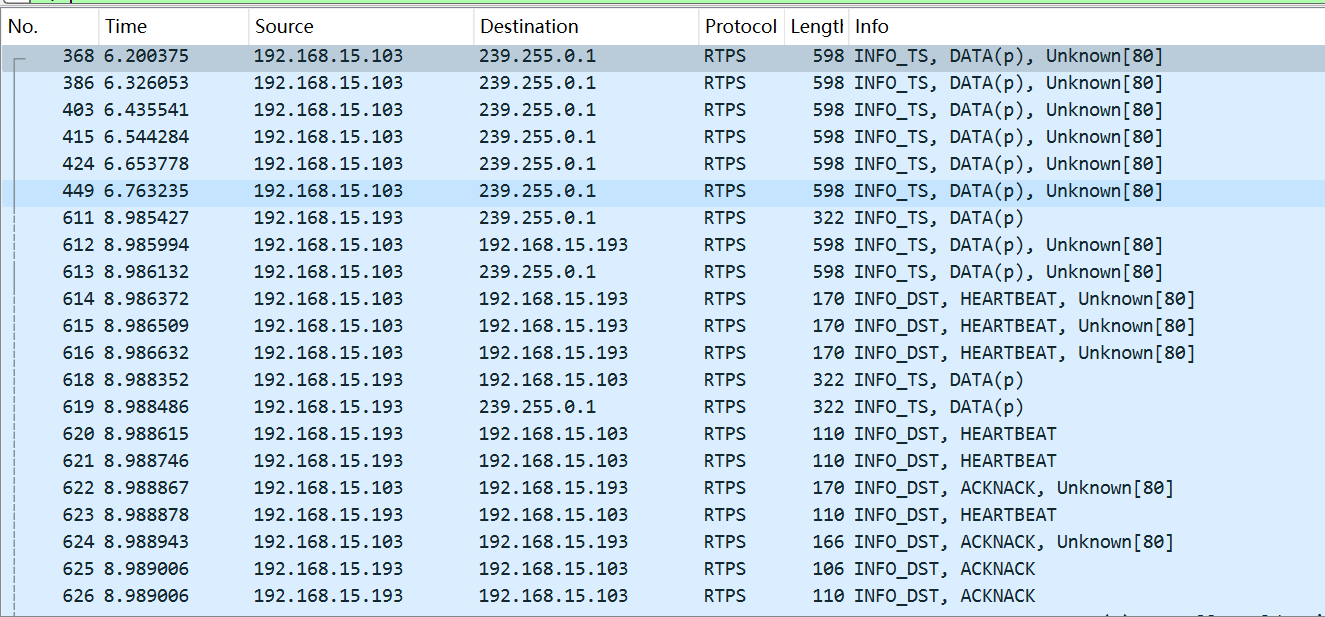 No. Time Source Destination Protocol Length Info
368 6.200375 192.168.15.103 239.255.0.1 RTPS 598 INFO_TS, DATA(p), Unknown[80]
386 6.326053 192.168.15.103 239.255.0.1 RTPS 598 INFO_TS, DATA(p), Unknown[80]
403 6.435541 192.168.15.103 239.255.0.1 RTPS 598 INFO_TS, DATA(p), Unknown[80]
415 6.544284 192.168.15.103 239.255.0.1 RTPS 598 INFO_TS, DATA(p), Unknown[80]
424 6.653778 192.168.15.103 239.255.0.1 RTPS 598 INFO_TS, DATA(p), Unknown[80]
449 6.763235 192.168.15.103 239.255.0.1 RTPS 598 INFO_TS, DATA(p), Unknown[80]
611 8.985427 192.168.15.193 239.255.0.1 RTPS 322 INFO_TS, DATA(p)
612 8.985994 192.168.15.103 192.168.15.193 RTPS 598 INFO_TS, DATA(p), Unknown[80]
613 8.986132 192.168.15.103 239.255.0.1 RTPS 598 INFO_TS, DATA(p), Unknown[80]
614 8.986372 192.168.15.103 192.168.15.193 RTPS 170 INFO_DST, HEARTBEAT, Unknown[80]
615 8.986509 192.168.15.103 192.168.15.193 RTPS 170 INFO_DST, HEARTBEAT, Unknown[80]
616 8.986632 192.168.15.103 192.168.15.193 RTPS 170 INFO_DST, HEARTBEAT, Unknown[80]
618 8.988352 192.168.15.193 192.168.15.103 RTPS 322 INFO_TS, DATA(p)
619 8.988486 192.168.15.193 239.255.0.1 RTPS 322 INFO_TS, DATA(p)
620 8.988615 192.168.15.193 192.168.15.103 RTPS 110 INFO_DST, HEARTBEAT
621 8.988746 192.168.15.193 192.168.15.103 RTPS 110 INFO_DST, HEARTBEAT
622 8.988867 192.168.15.103 192.168.15.193 RTPS 170 INFO_DST, ACKNACK, Unknown[80]
623 8.988878 192.168.15.193 192.168.15.103 RTPS 110 INFO_DST, HEARTBEAT
624 8.988943 192.168.15.103 192.168.15.193 RTPS 166 INFO_DST, ACKNACK, Unknown[80]
625 8.989006 192.168.15.193 192.168.15.103 RTPS 106 INFO_DST, ACKNACK
626 8.989006 192.168.15.193 192.168.15.103 RTPS 110 INFO_DST, ACKNACK